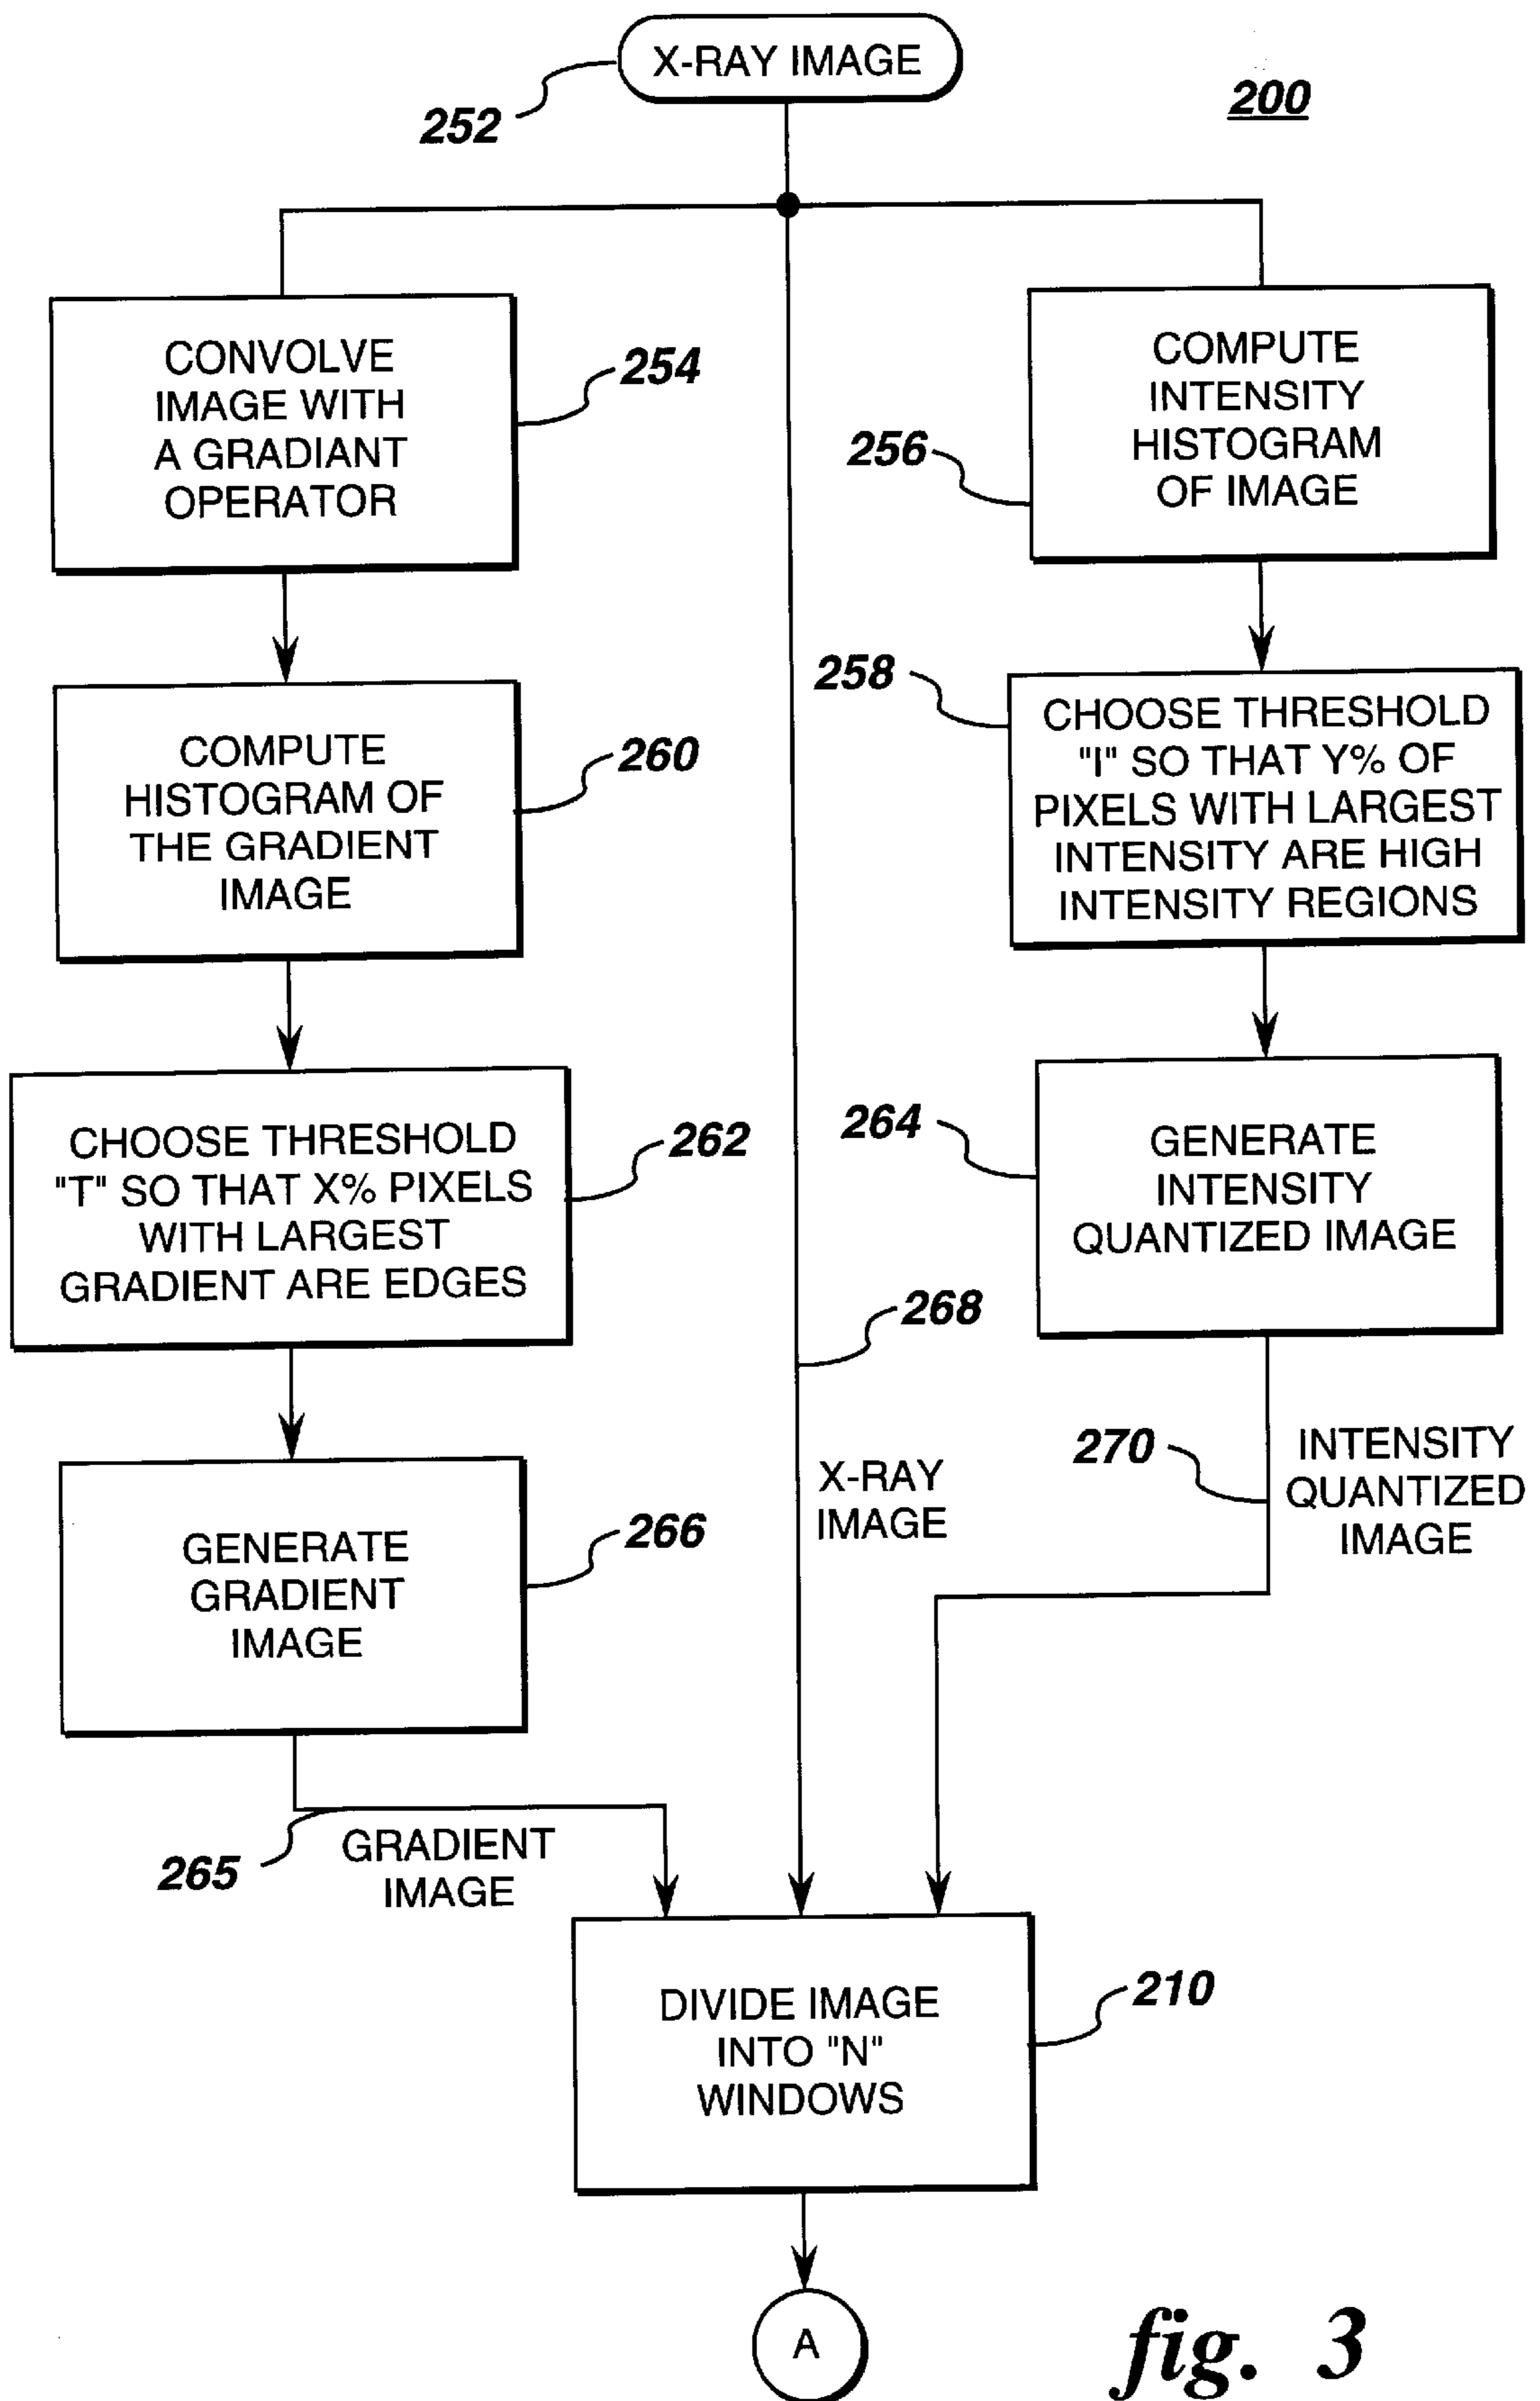 X-RAY IMAGE
252
200
CONVOLVE
IMAGE WITH
A GRADIANT
OPERATOR
254
COMPUTE
INTENSITY
HISTOGRAM
OF IMAGE
256
COMPUTE
HISTOGRAM OF
THE GRADIENT
IMAGE
260
258
CHOOSE THRESHOLD
"I" SO THAT Y% OF
PIXELS WITH LARGEST
INTENSITY ARE HIGH
INTENSITY REGIONS
CHOOSE THRESHOLD
"T" SO THAT X% PIXELS
WITH LARGEST
GRADIENT ARE EDGES
262
264
GENERATE
INTENSITY
QUANTIZED IMAGE
268
GENERATE
GRADIENT
IMAGE
266
X-RAY
IMAGE
270
INTENSITY
QUANTIZED
IMAGE
265
GRADIENT
IMAGE
DIVIDE IMAGE
INTO "N"
WINDOWS
210
A
fig. 3